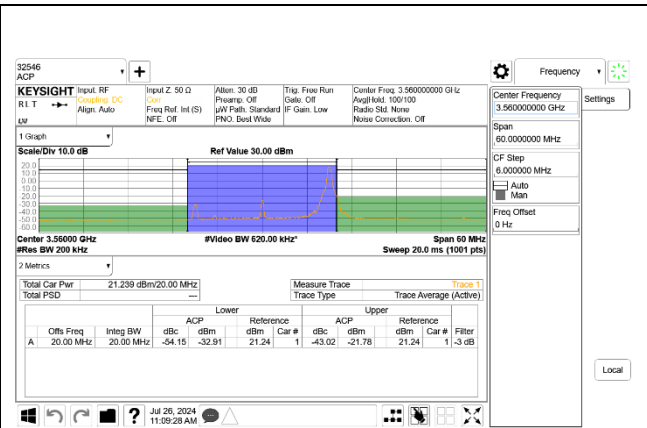 32546
ACP
Frequency
KEYSIGHT Input: RF Input Z: 50 Ω Atten: 30 dB Trig: Free Run Center Freq: 3.560000000 GHz
RLT Coupling: DC Corr Preamp: Off Gate: Off Avg|Hold: 100/100
Align: Auto Freq Ref: Int (S) µW Path: Standard IF Gain: Low Radio Std: None
LXI NFE: Off PNO: Best Wide Noise Correction: Off
Center Frequency
3.560000000 GHz
Settings
Span
60.0000000 MHz
CF Step
6.000000 MHz
Auto
Man
Freq Offset
0 Hz
1 Graph
Scale/Div 10.0 dB Ref Value 30.00 dBm
20.0
10.0
0.00
-10.0
-20.0
-30.0
-40.0
-50.0
-60.0
Center 3.56000 GHz #Video BW 620.00 kHz* Span 60 MHz
#Res BW 200 kHz Sweep 20.0 ms (1001 pts)
2 Metrics
Total Car Pwr 21.239 dBm/20.00 MHz Measure Trace Trace 1
Total PSD --- Trace Type Trace Average (Active)
Lower Upper
ACP Reference ACP Reference
Offs Freq Integ BW dBc dBm dBm Car # dBc dBm dBm Car # Filter
A 20.00 MHz 20.00 MHz -54.15 -32.91 21.24 1 -43.02 -21.78 21.24 1 -3 dB
Local
Jul 26, 2024
11:09:28 AM